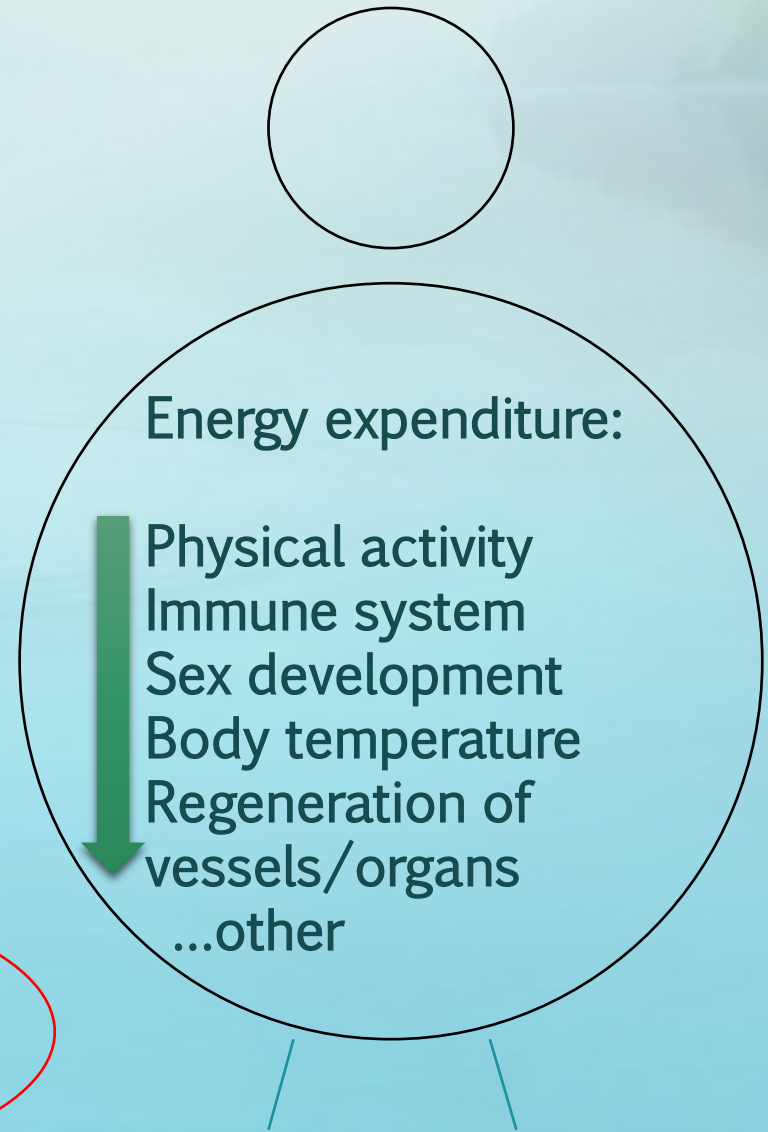 Energy expenditure:
Physical activity
Immune system
Sex development
Body temperature
Regeneration of
vessels/organs
...other